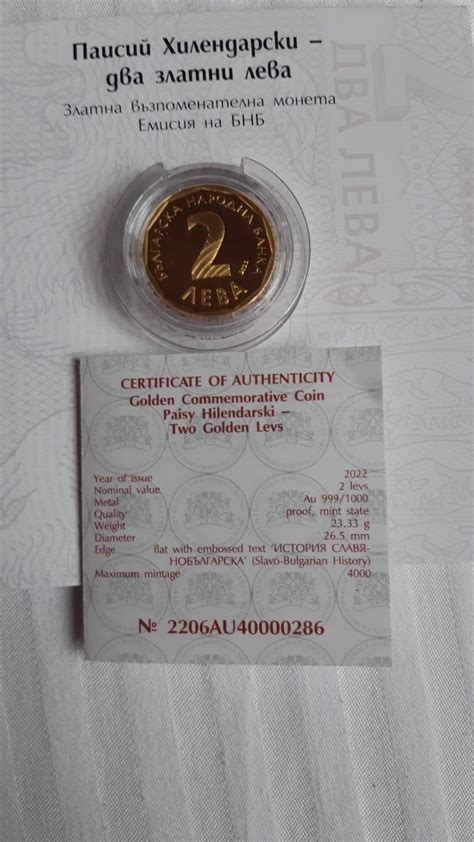 Паисий Хилендарски –
два златни лева
Златна възпоменателна монета
Емисия на БНБ
ДВА ЛЕВА
БЪЛГАРСКА НАРОДНА БАНКА
2
ЛЕВА
CERTIFICATE OF AUTHENTICITY
Golden Commemorative Coin
Paisy Hilendarski –
Two Golden Levs
Year of issue 2022
Nominal value 2 levs
Metal Au 999/1000
Quality proof, mint state
Weight 23.33 g
Diameter 26.5 mm
Edge flat with embossed text 'ИСТОРИЯ СЛАВЯ-
НОБЪЛГАРСКА' (Slavo-Bulgarian History)
Maximum mintage 4000
№ 2206AU40000286